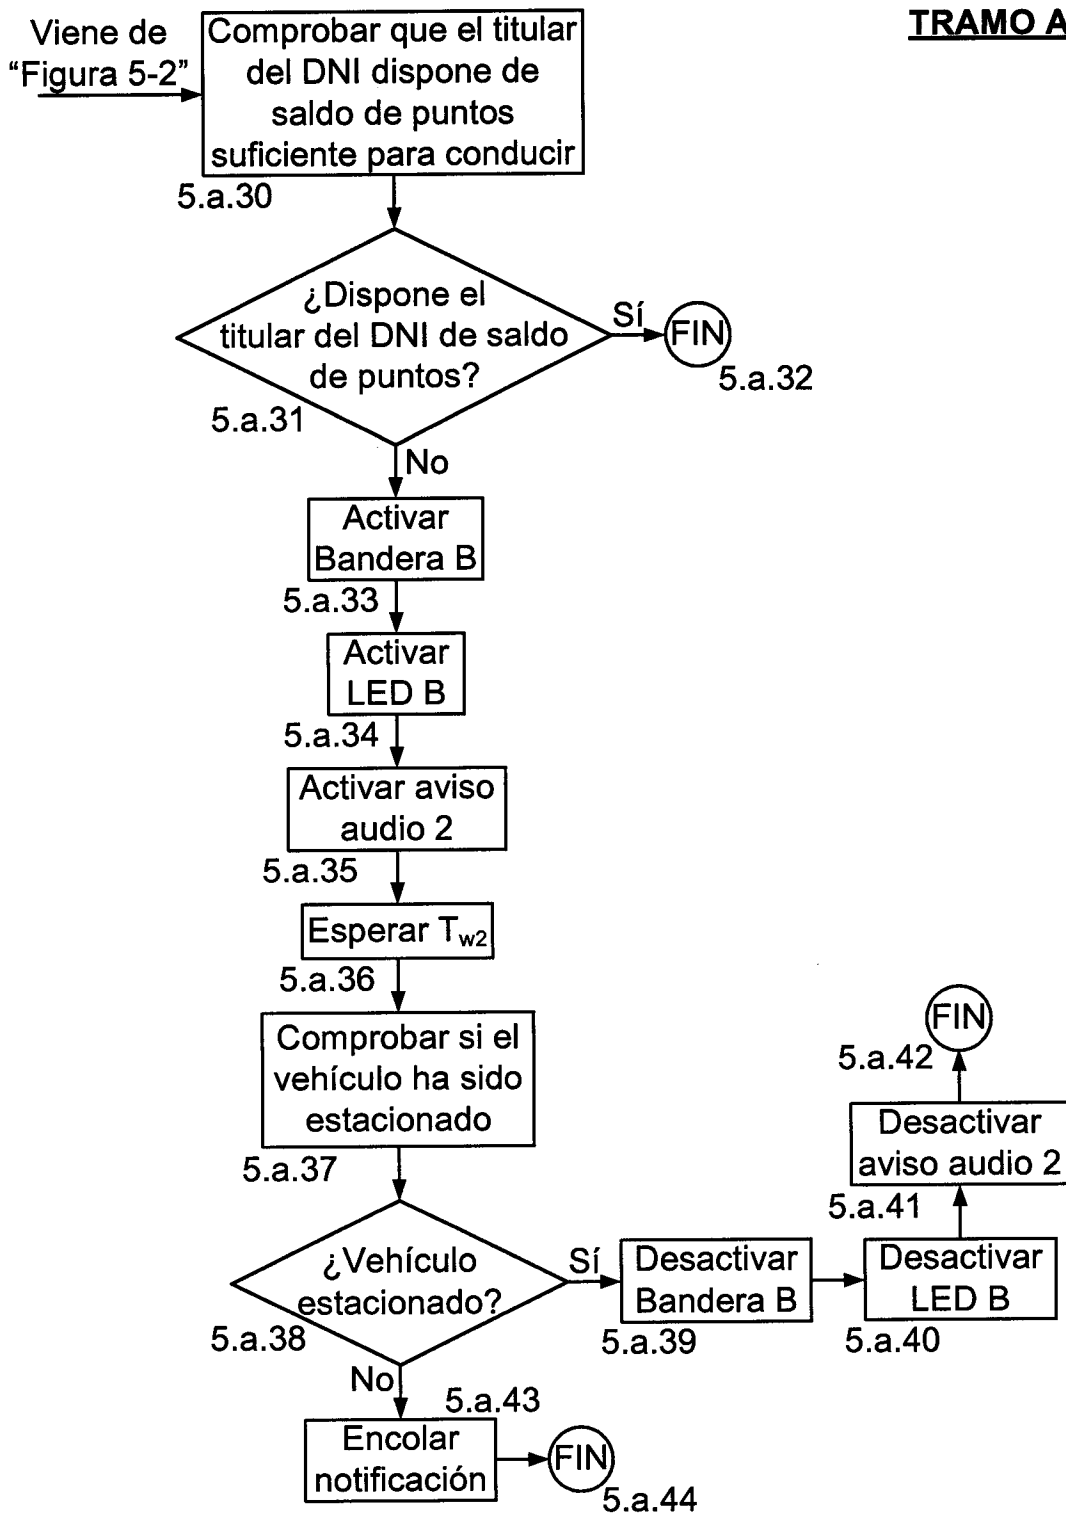 TRAMO A
Viene de
“Figura 5-2”
Comprobar que el titular
del DNI dispone de
saldo de puntos
suficiente para conducir
5.a.30
¿Dispone el
titular del DNI de saldo
de puntos?
5.a.31
Sí
FIN
5.a.32
No
Activar
Bandera B
5.a.33
Activar
LED B
5.a.34
Activar aviso
audio 2
5.a.35
Esperar Tw2
5.a.36
Comprobar si el
vehículo ha sido
estacionado
5.a.37
¿Vehículo
estacionado?
5.a.38
Sí
Desactivar
Bandera B
5.a.39
Desactivar
LED B
5.a.40
Desactivar
aviso audio 2
5.a.41
FIN
5.a.42
No
5.a.43
Encolar
notificación
FIN
5.a.44